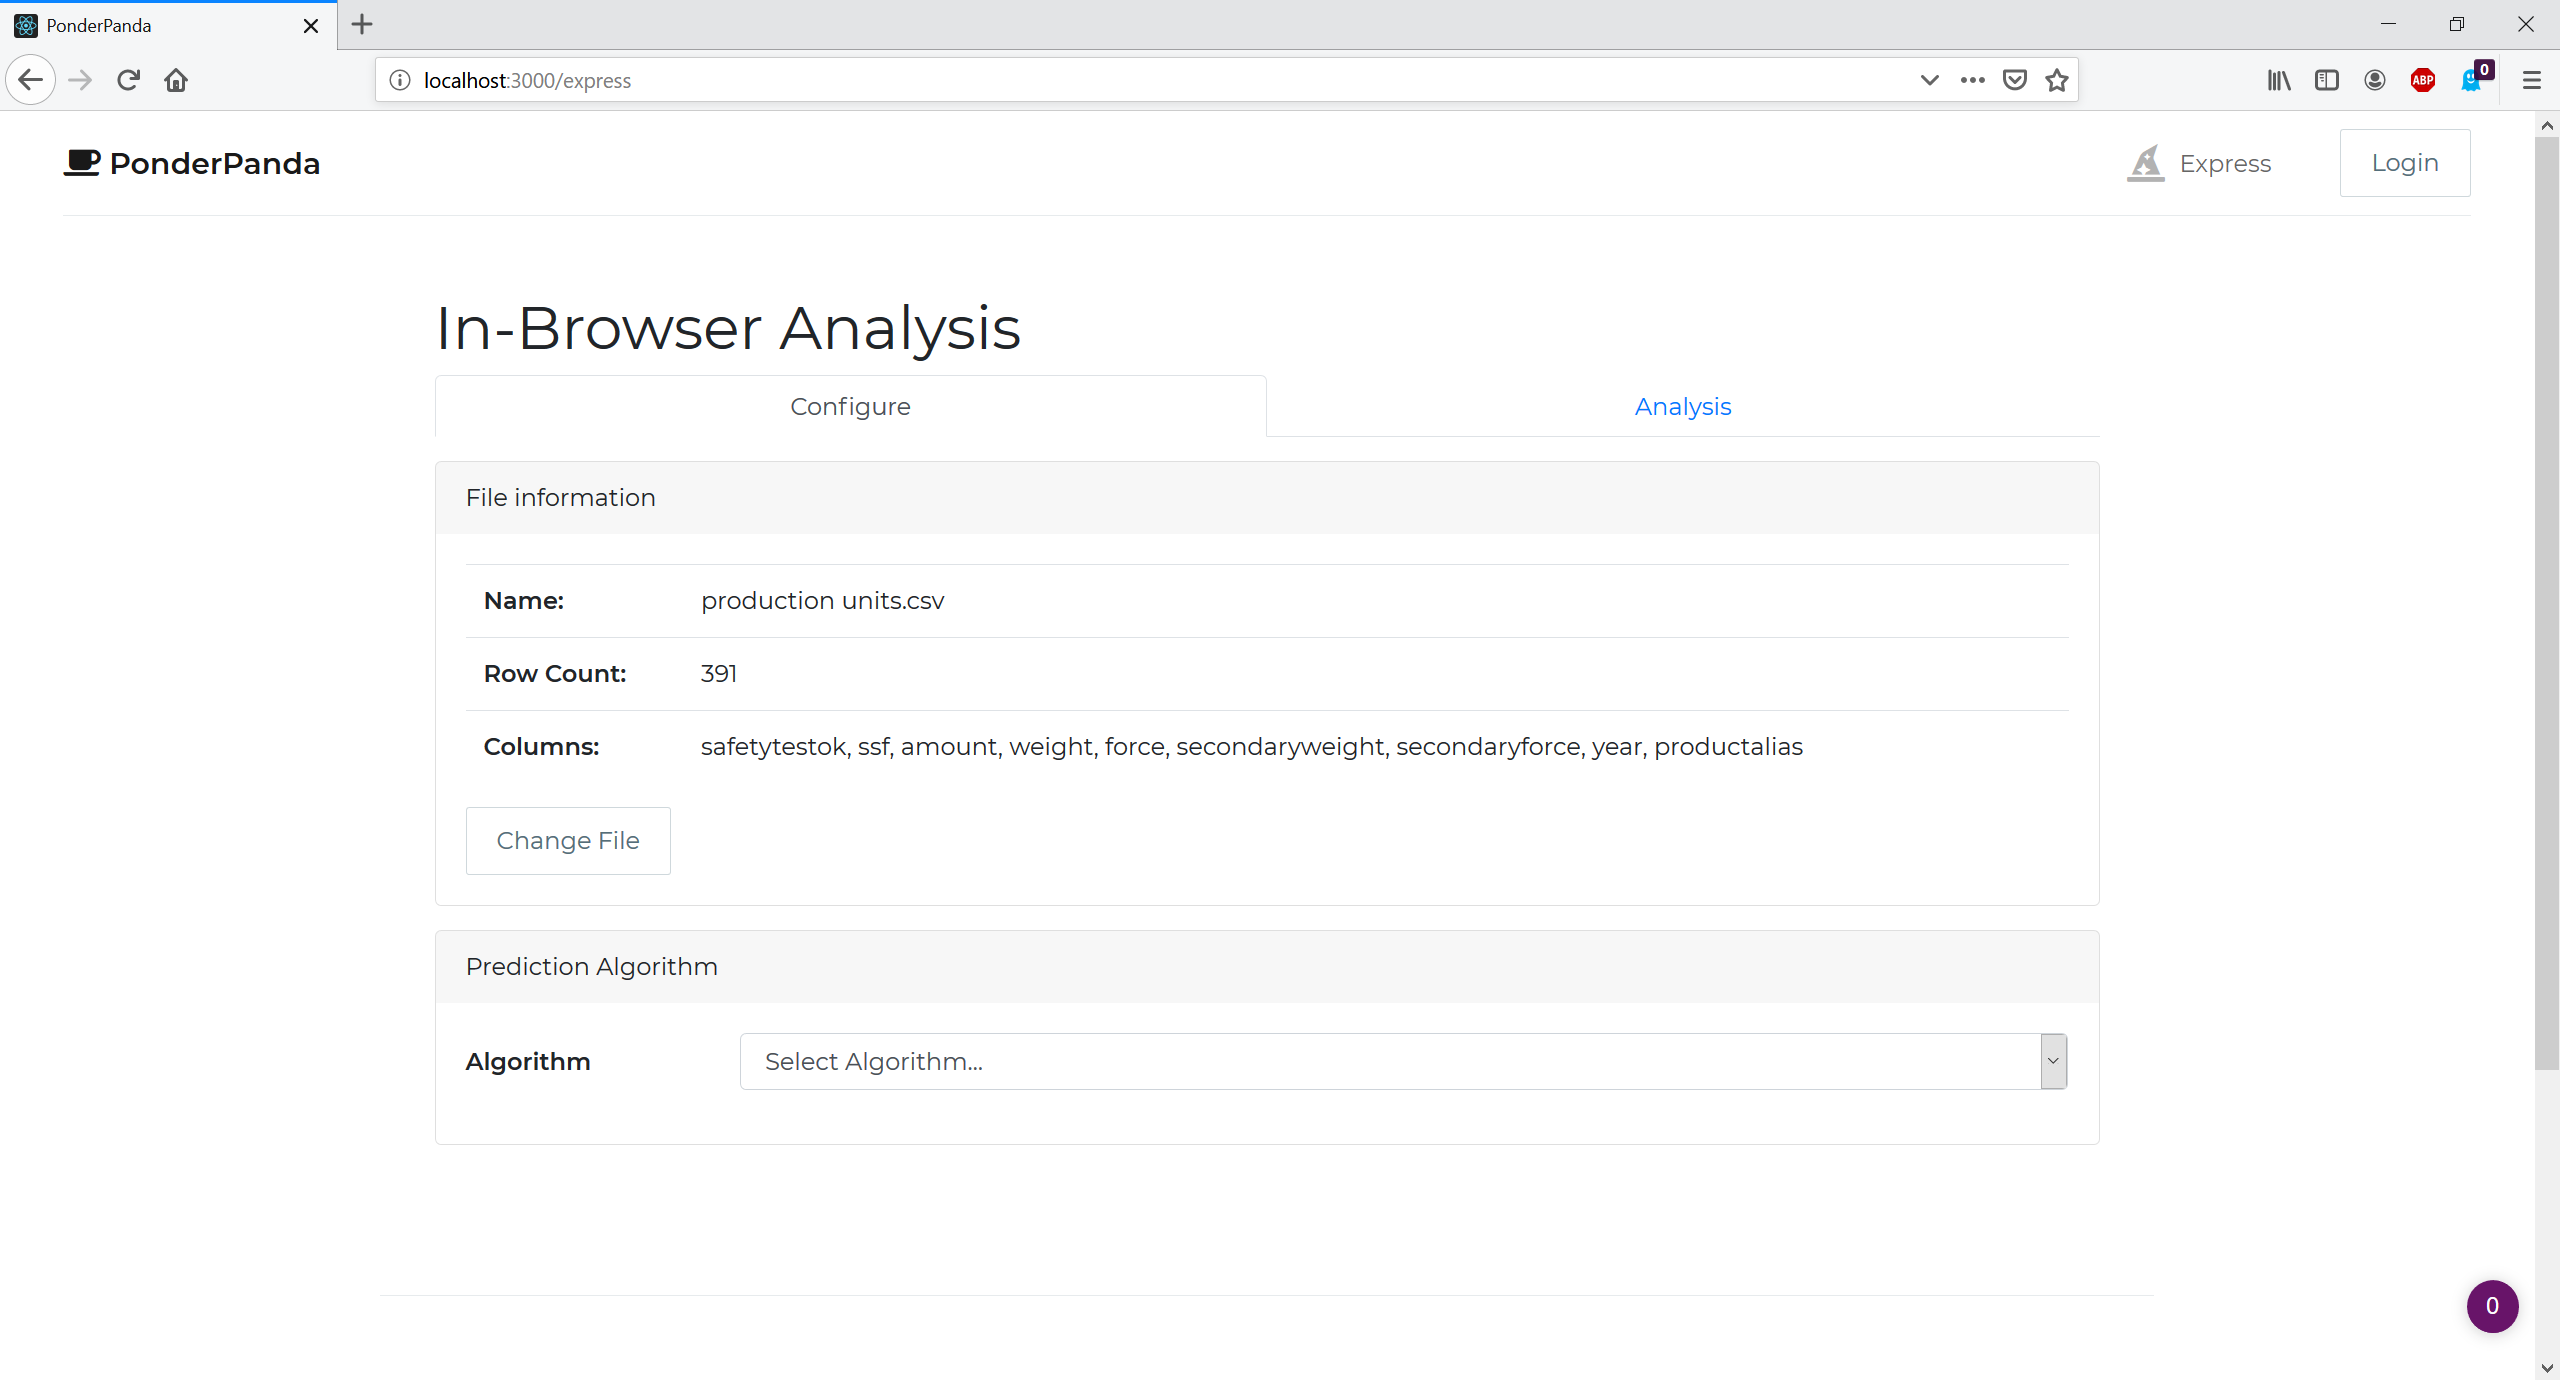 PonderPanda
localhost:3000/express
ABP
0
PonderPanda
Express
Login
In-Browser Analysis
Configure
Analysis
File information
Name: production units.csv
Row Count: 391
Columns: safetytestok, ssf, amount, weight, force, secondaryweight, secondaryforce, year, productalias
Change File
Prediction Algorithm
Algorithm Select Algorithm...
0